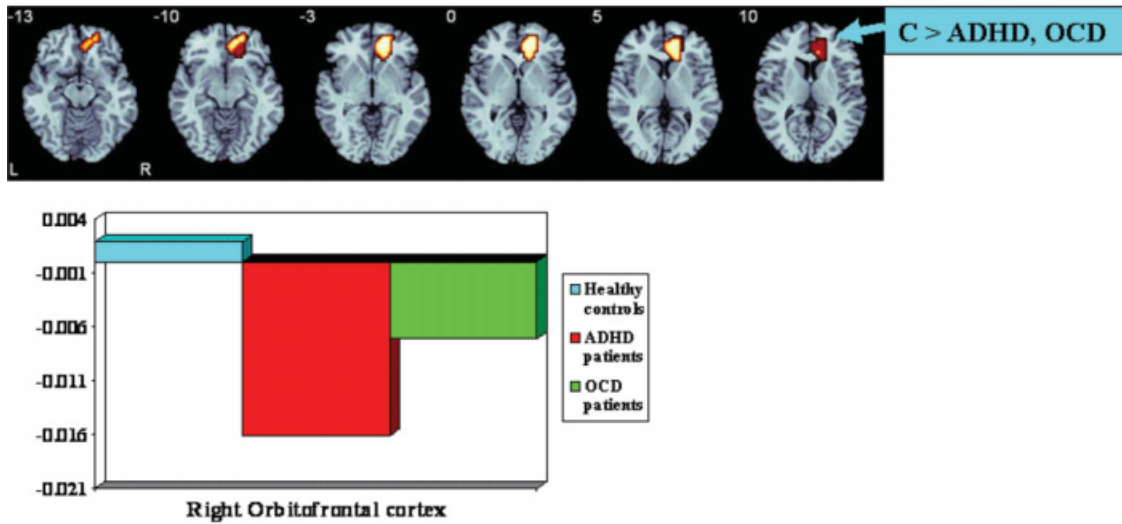 -13 -10 -3 0 5 10
C > ADHD, OCD
L R
0.004
-0.001
-0.006
-0.011
-0.016
-0.021
Healthy
controls
ADHD
patients
OCD
patients
Right Orbitofrontal cortex